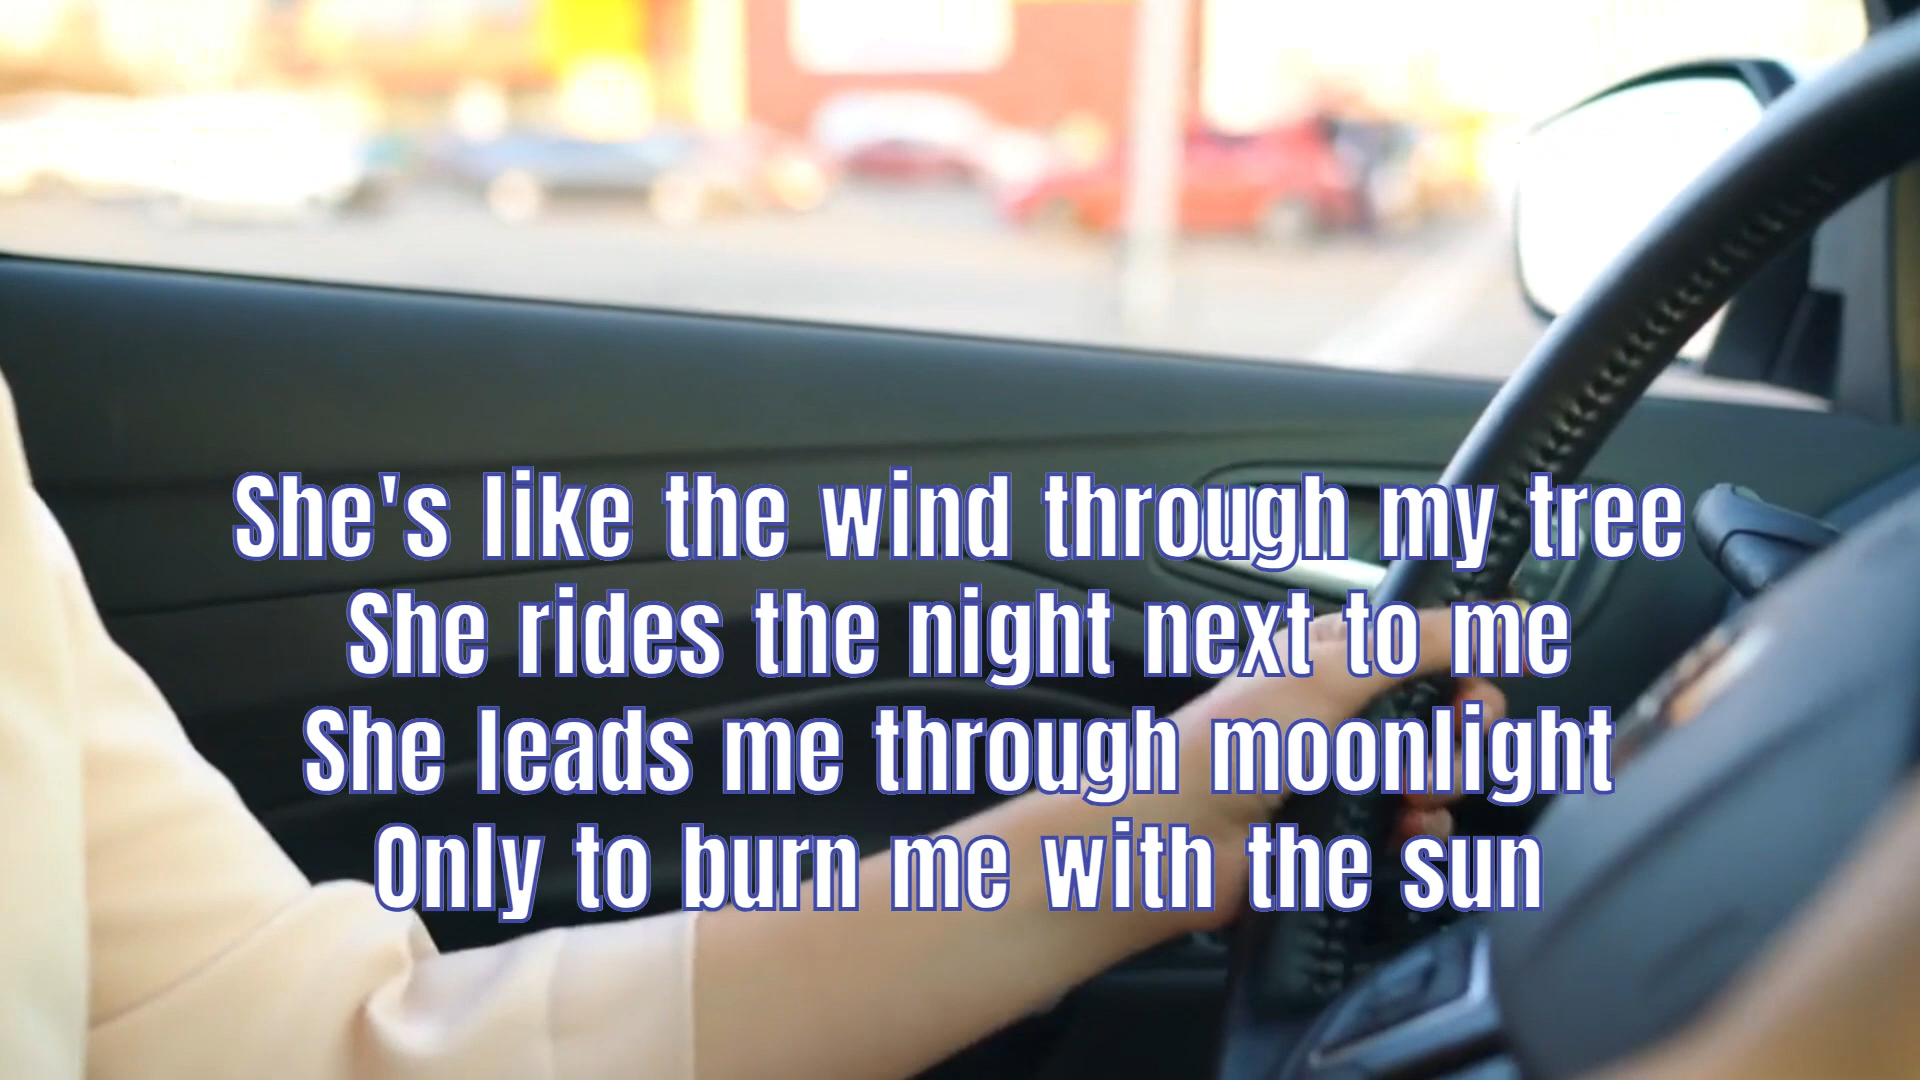 She's like the wind through my tree
She rides the night next to me
She leads me through moonlight
Only to burn me with the sun